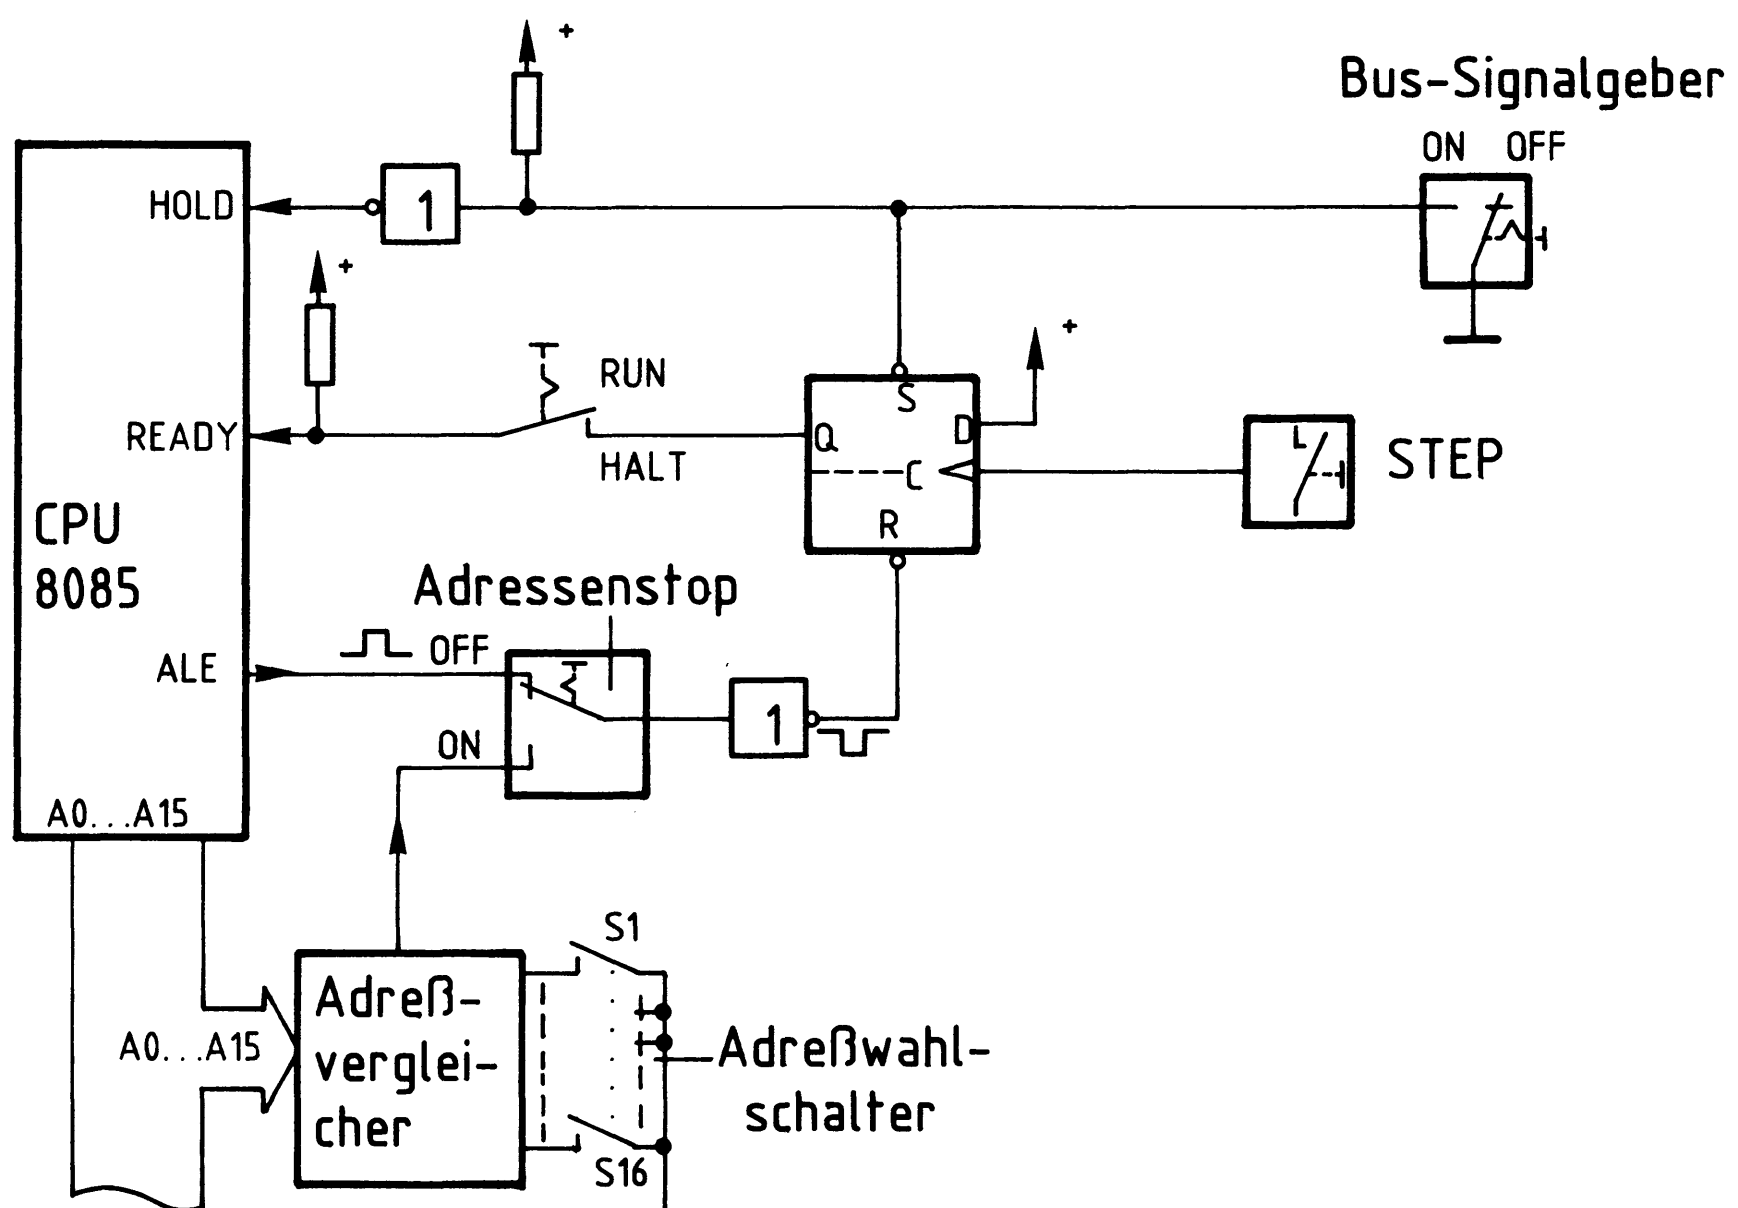 +
Bus-Signalgeber
ON OFF
HOLD
1
+
+
RUN
READY
HALT
S
Q
D
C
R
STEP
CPU
8085
Adressenstop
ALE
OFF
ON
1
A0...A15
S1
Adreß-
verglei-
cher
A0...A15
Adreßwahl-
schalter
S16